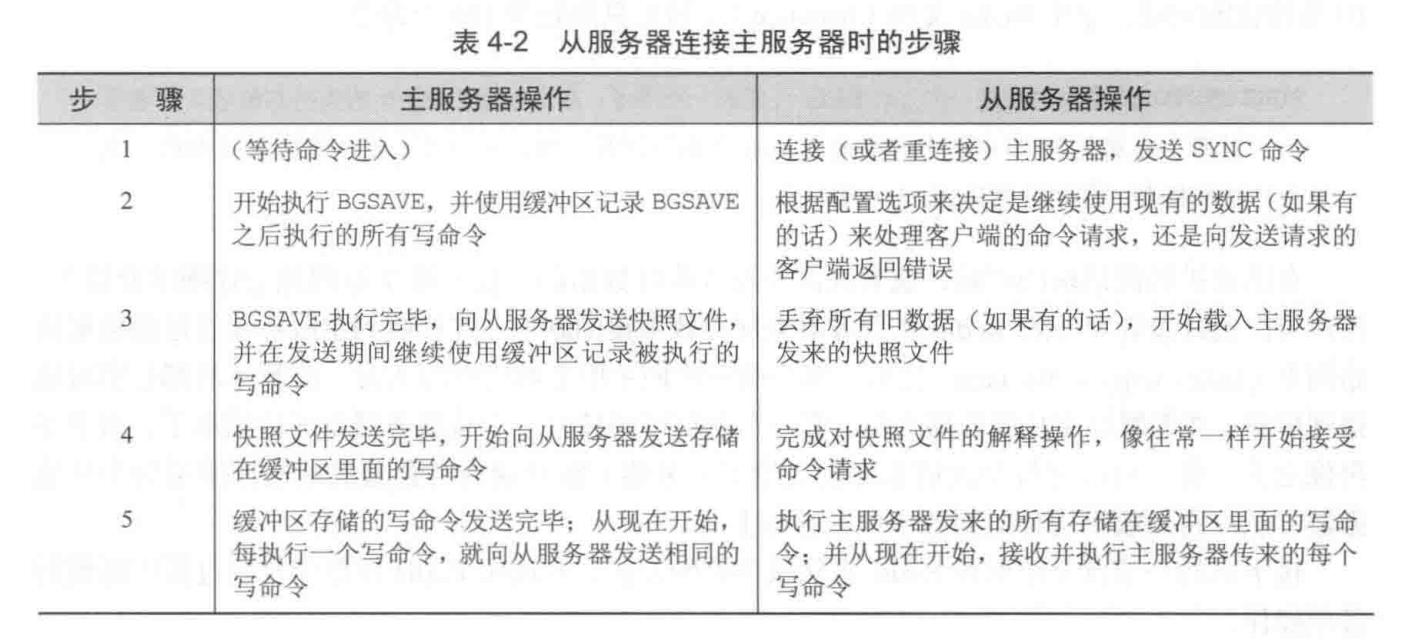 表 4-2 从服务器连接主服务器时的步骤
步 骤 主服务器操作 从服务器操作
1 （等待命令进入） 连接（或者重连接）主服务器，发送 SYNC 命令
2 开始执行 BGSAVE，并使用缓冲区记录 BGSAVE
之后执行的所有写命令
根据配置选项来决定是继续使用现有的数据（如果有
的话）来处理客户端的命令请求，还是向发送请求的
客户端返回错误
3 BGSAVE 执行完毕，向从服务器发送快照文件，
并在发送期间继续使用缓冲区记录被执行的
写命令
丢弃所有旧数据（如果有的话），开始载入主服务器
发来的快照文件
4 快照文件发送完毕，开始向从服务器发送存储
在缓冲区里面的写命令
完成对快照文件的解释操作，像往常一样开始接受
命令请求
5 缓冲区存储的写命令发送完毕；从现在开始，
每执行一个写命令，就向从服务器发送相同的
写命令
执行主服务器发来的所有存储在缓冲区里面的写命
令；并从现在开始，接收并执行主服务器传来的每个
写命令